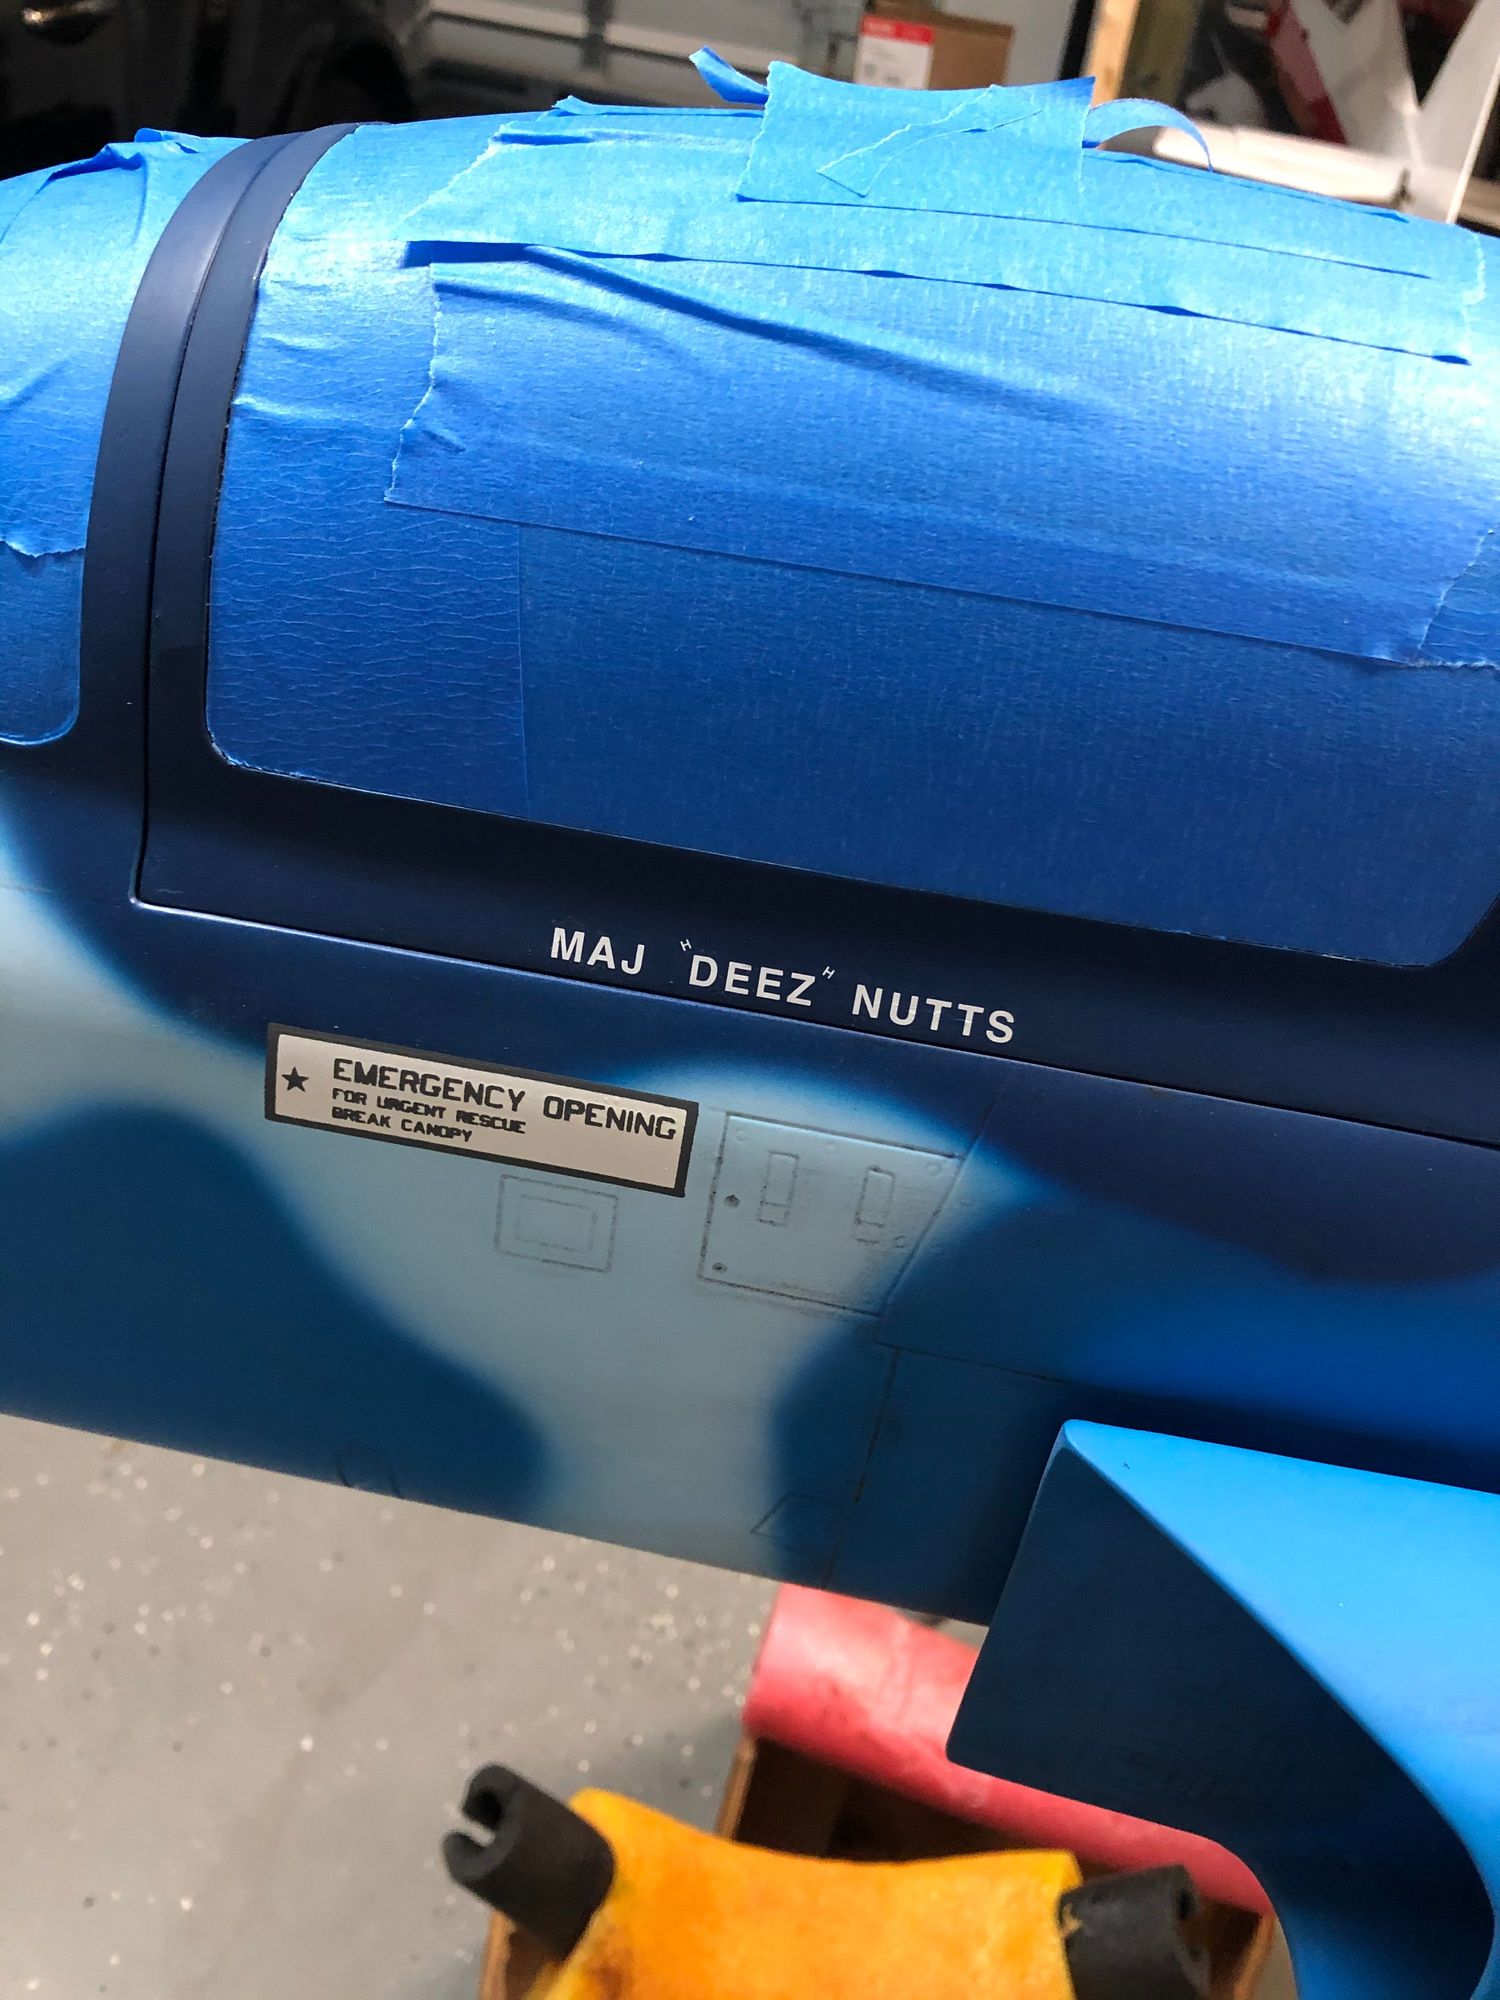 MAJ "DEEZ" NUTTS
★ EMERGENCY OPENING
FOR URGENT RESCUE
BREAK CANOPY